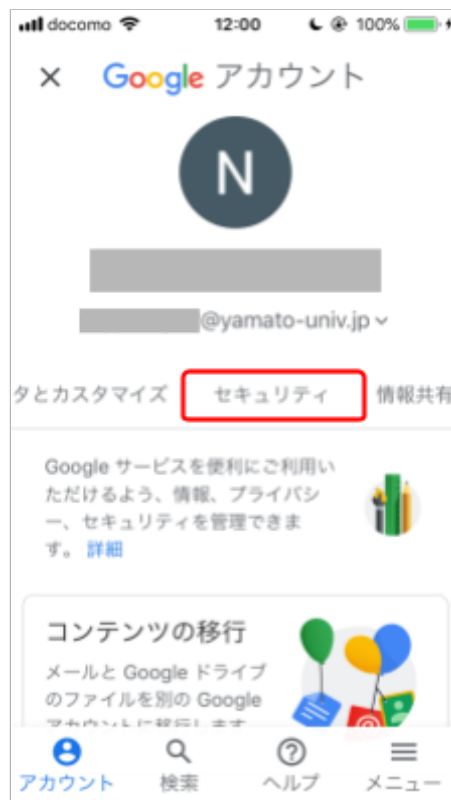 docomo 12:00 100%
× Google アカウント
N
@yamato-univ.jp
タとカスタマイズ セキュリティ 情報共有
Google サービスを便利にご利用い
ただけるよう、情報、プライバシ
ー、セキュリティを管理できま
す。 詳細
コンテンツの移行
メールと Google ドライブ
のファイルを別の Google
アカウントに移行します
アカウント 検索 ヘルプ メニュー